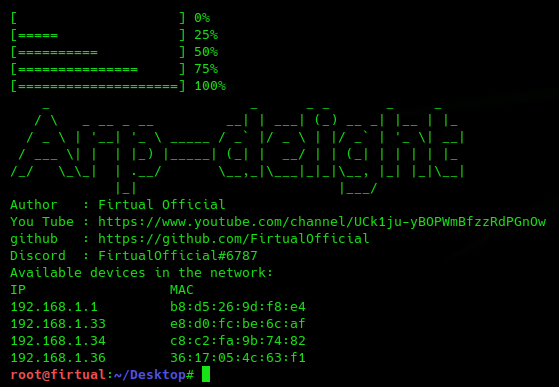 [                    ] 0%
[=====               ] 25%
[==========          ] 50%
[===============     ] 75%
[====================] 100%
Arp-delight
Author   : Firtual Official
You Tube : https://www.youtube.com/channel/UCk1ju-yBOPWmBfzzRdPGnOw
github   : https://github.com/FirtualOfficial
Discord  : FirtualOfficial#6787
Available devices in the network:
IP                  MAC
192.168.1.1         b8:d5:26:9d:f8:e4
192.168.1.33        e8:d0:fc:be:6c:af
192.168.1.34        c8:c2:fa:9b:74:82
192.168.1.36        36:17:05:4c:63:f1
root@firtual:~/Desktop#